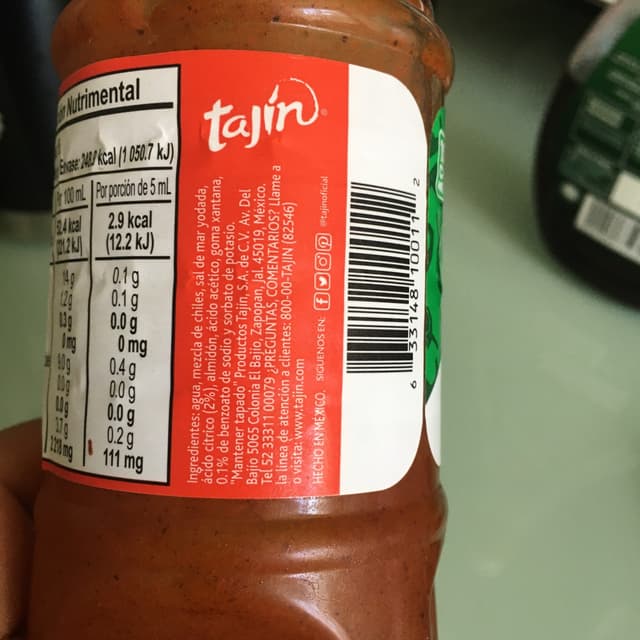 Nutrimental
Envase: kcal (1 050.7 kJ)
100 mL Por porción de 5 mL
kcal 2.9 kcal
kJ) (12.2 kJ)
0.1 g
0.1 g
0.0 g
0 mg
0.4 g
0.0 g
0.0 g
0.2 g
111 mg
tajín®
Ingredientes: agua, mezcla de chiles, sal de mar yodada,
ácido cítrico (2%), almidón, ácido acético, goma xantana,
0.1% de benzoato de sodio y sorbato de potasio.
"Mantener tapado" Productos Tajín, S.A. de C.V. Av. Del
Bajío 5065 Colonia El Bajío, Zapopan, Jal. 45019, México.
Tel 52 33311 00079 ¿PREGUNTAS, COMENTARIOS? Llame a
la línea de atención a clientes: 800-00-TAJIN (82546)
o visita: www.tajin.com
HECHO EN MÉXICO. SIGUENOS EN: @tajinoficial
6 33148 10011 2